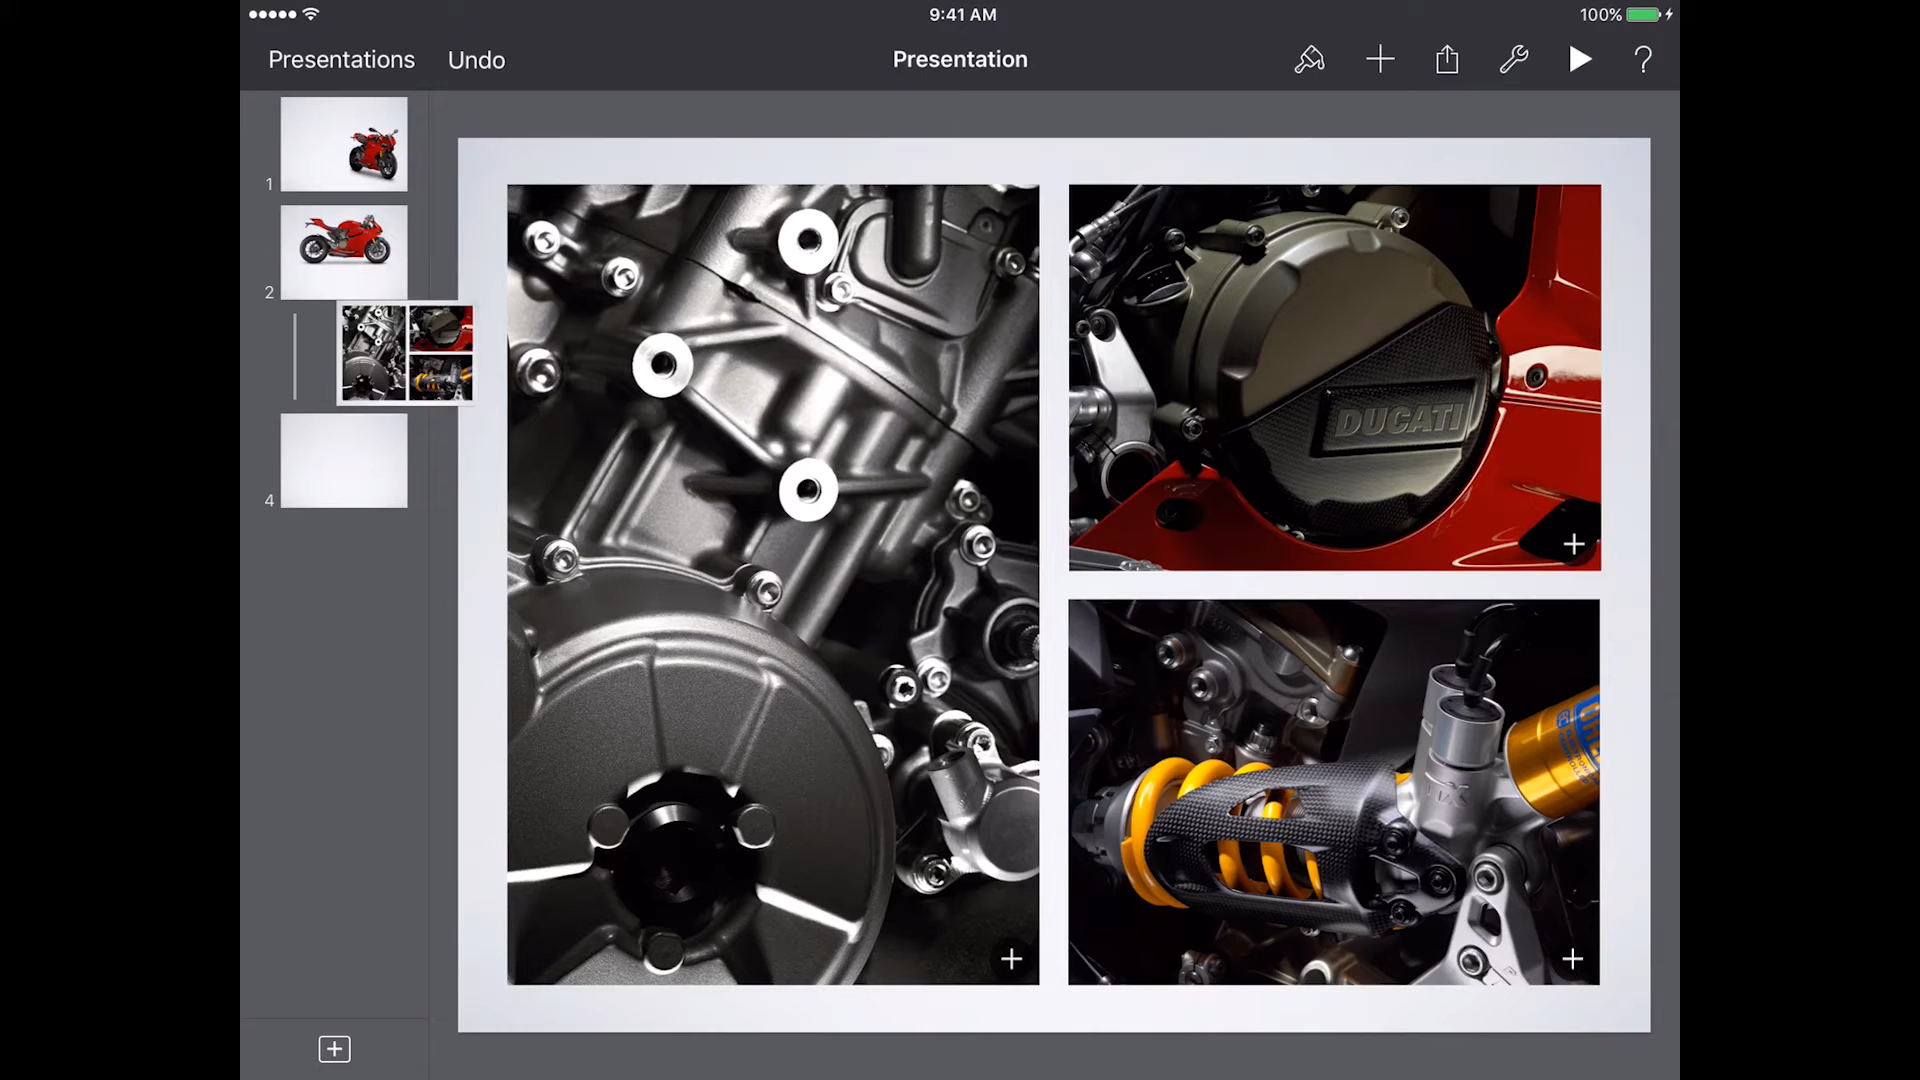 9:41 AM
100%
Presentations
Undo
Presentation
?
1
2
4
DUCATI